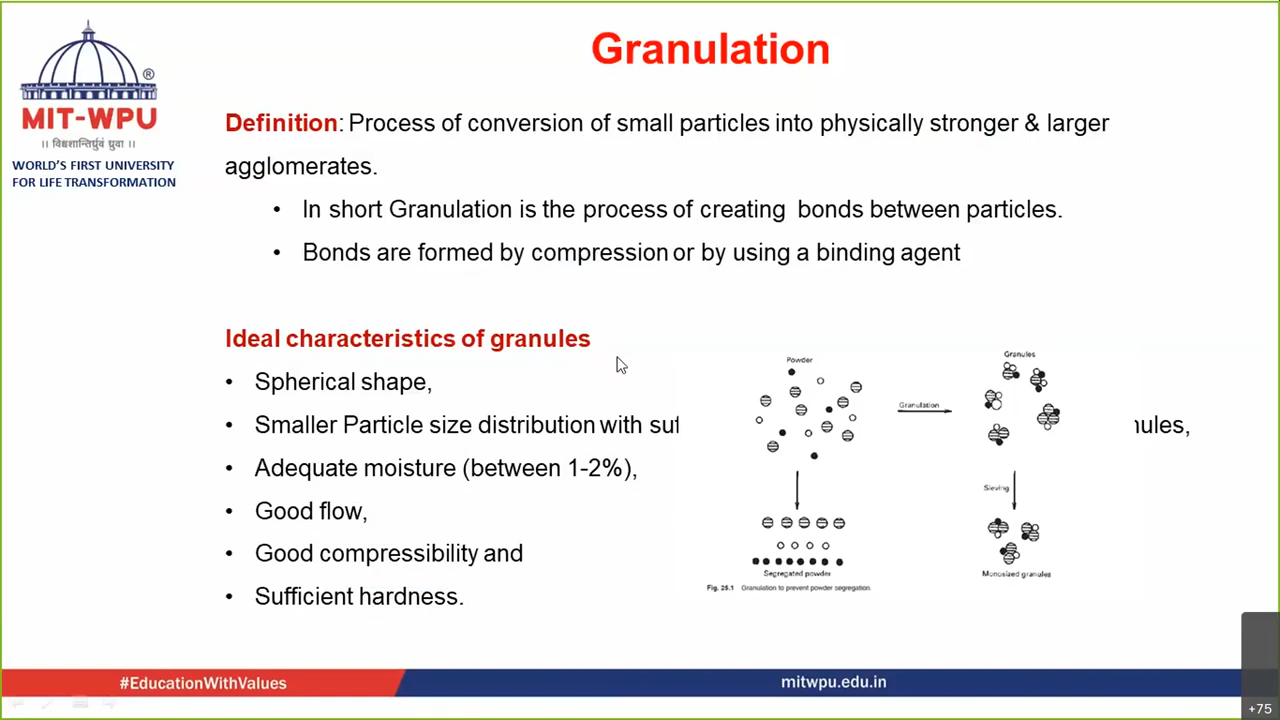 Granulation
®
MIT-WPU
।। विश्वशान्तिर्ध्रुवं ध्रुवा ।।
WORLD'S FIRST UNIVERSITY
FOR LIFE TRANSFORMATION
Definition: Process of conversion of small particles into physically stronger & larger
agglomerates.
• In short Granulation is the process of creating bonds between particles.
• Bonds are formed by compression or by using a binding agent
Ideal characteristics of granules
• Spherical shape,
• Smaller Particle size distribution with
• Adequate moisture (between 1-2%),
• Good flow,
• Good compressibility and
• Sufficient hardness.
Powder
Granulation
Granules
Sieving
Segregated powder
Monosized granules
Fig. 25.1 Granulation to prevent powder segregation.
#EducationWithValues
mitwpu.edu.in
+75